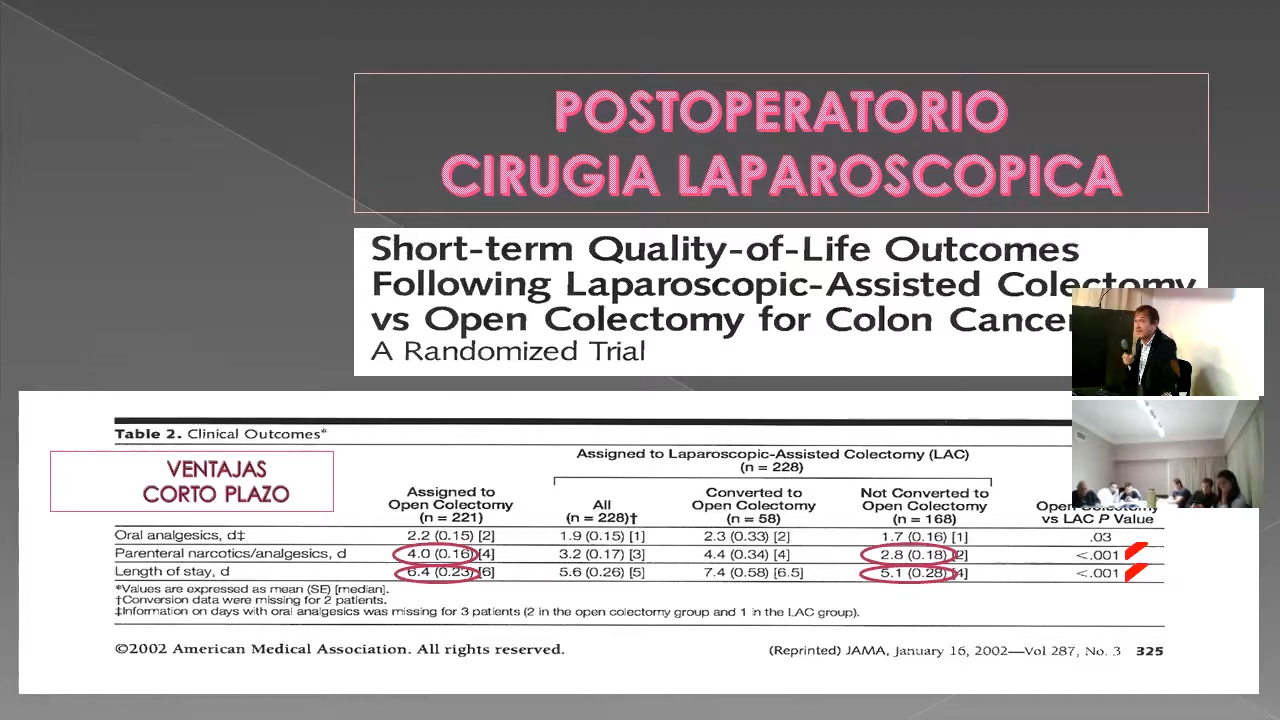 POSTOPERATORIO
CIRUGIA LAPAROSCOPICA
Short-term Quality-of-Life Outcomes
Following Laparoscopic-Assisted Colectomy
vs Open Colectomy for Colon Cancer
A Randomized Trial
Table 2. Clinical Outcomes*
VENTAJAS
CORTO PLAZO
Assigned to Laparoscopic-Assisted Colectomy (LAC)
(n = 228)
Assigned to Open Colectomy (n = 221)
All (n = 228)†
Converted to Open Colectomy (n = 58)
Not Converted to Open Colectomy (n = 168)
Open Colectomy vs LAC P Value
Oral analgesics, d‡ 2.2 (0.15) [2] 1.9 (0.15) [1] 2.3 (0.33) [2] 1.7 (0.16) [1] .03
Parenteral narcotics/analgesics, d 4.0 (0.16) [4] 3.2 (0.17) [3] 4.4 (0.34) [4] 2.8 (0.18) [2] <.001
Length of stay, d 6.4 (0.23) [6] 5.6 (0.26) [5] 7.4 (0.58) [6.5] 5.1 (0.28) [4] <.001
*Values are expressed as mean (SE) [median].
†Conversion data were missing for 2 patients.
‡Information on days with oral analgesics was missing for 3 patients (2 in the open colectomy group and 1 in the LAC group).
©2002 American Medical Association. All rights reserved.
(Reprinted) JAMA, January 16, 2002—Vol 287, No. 3 325